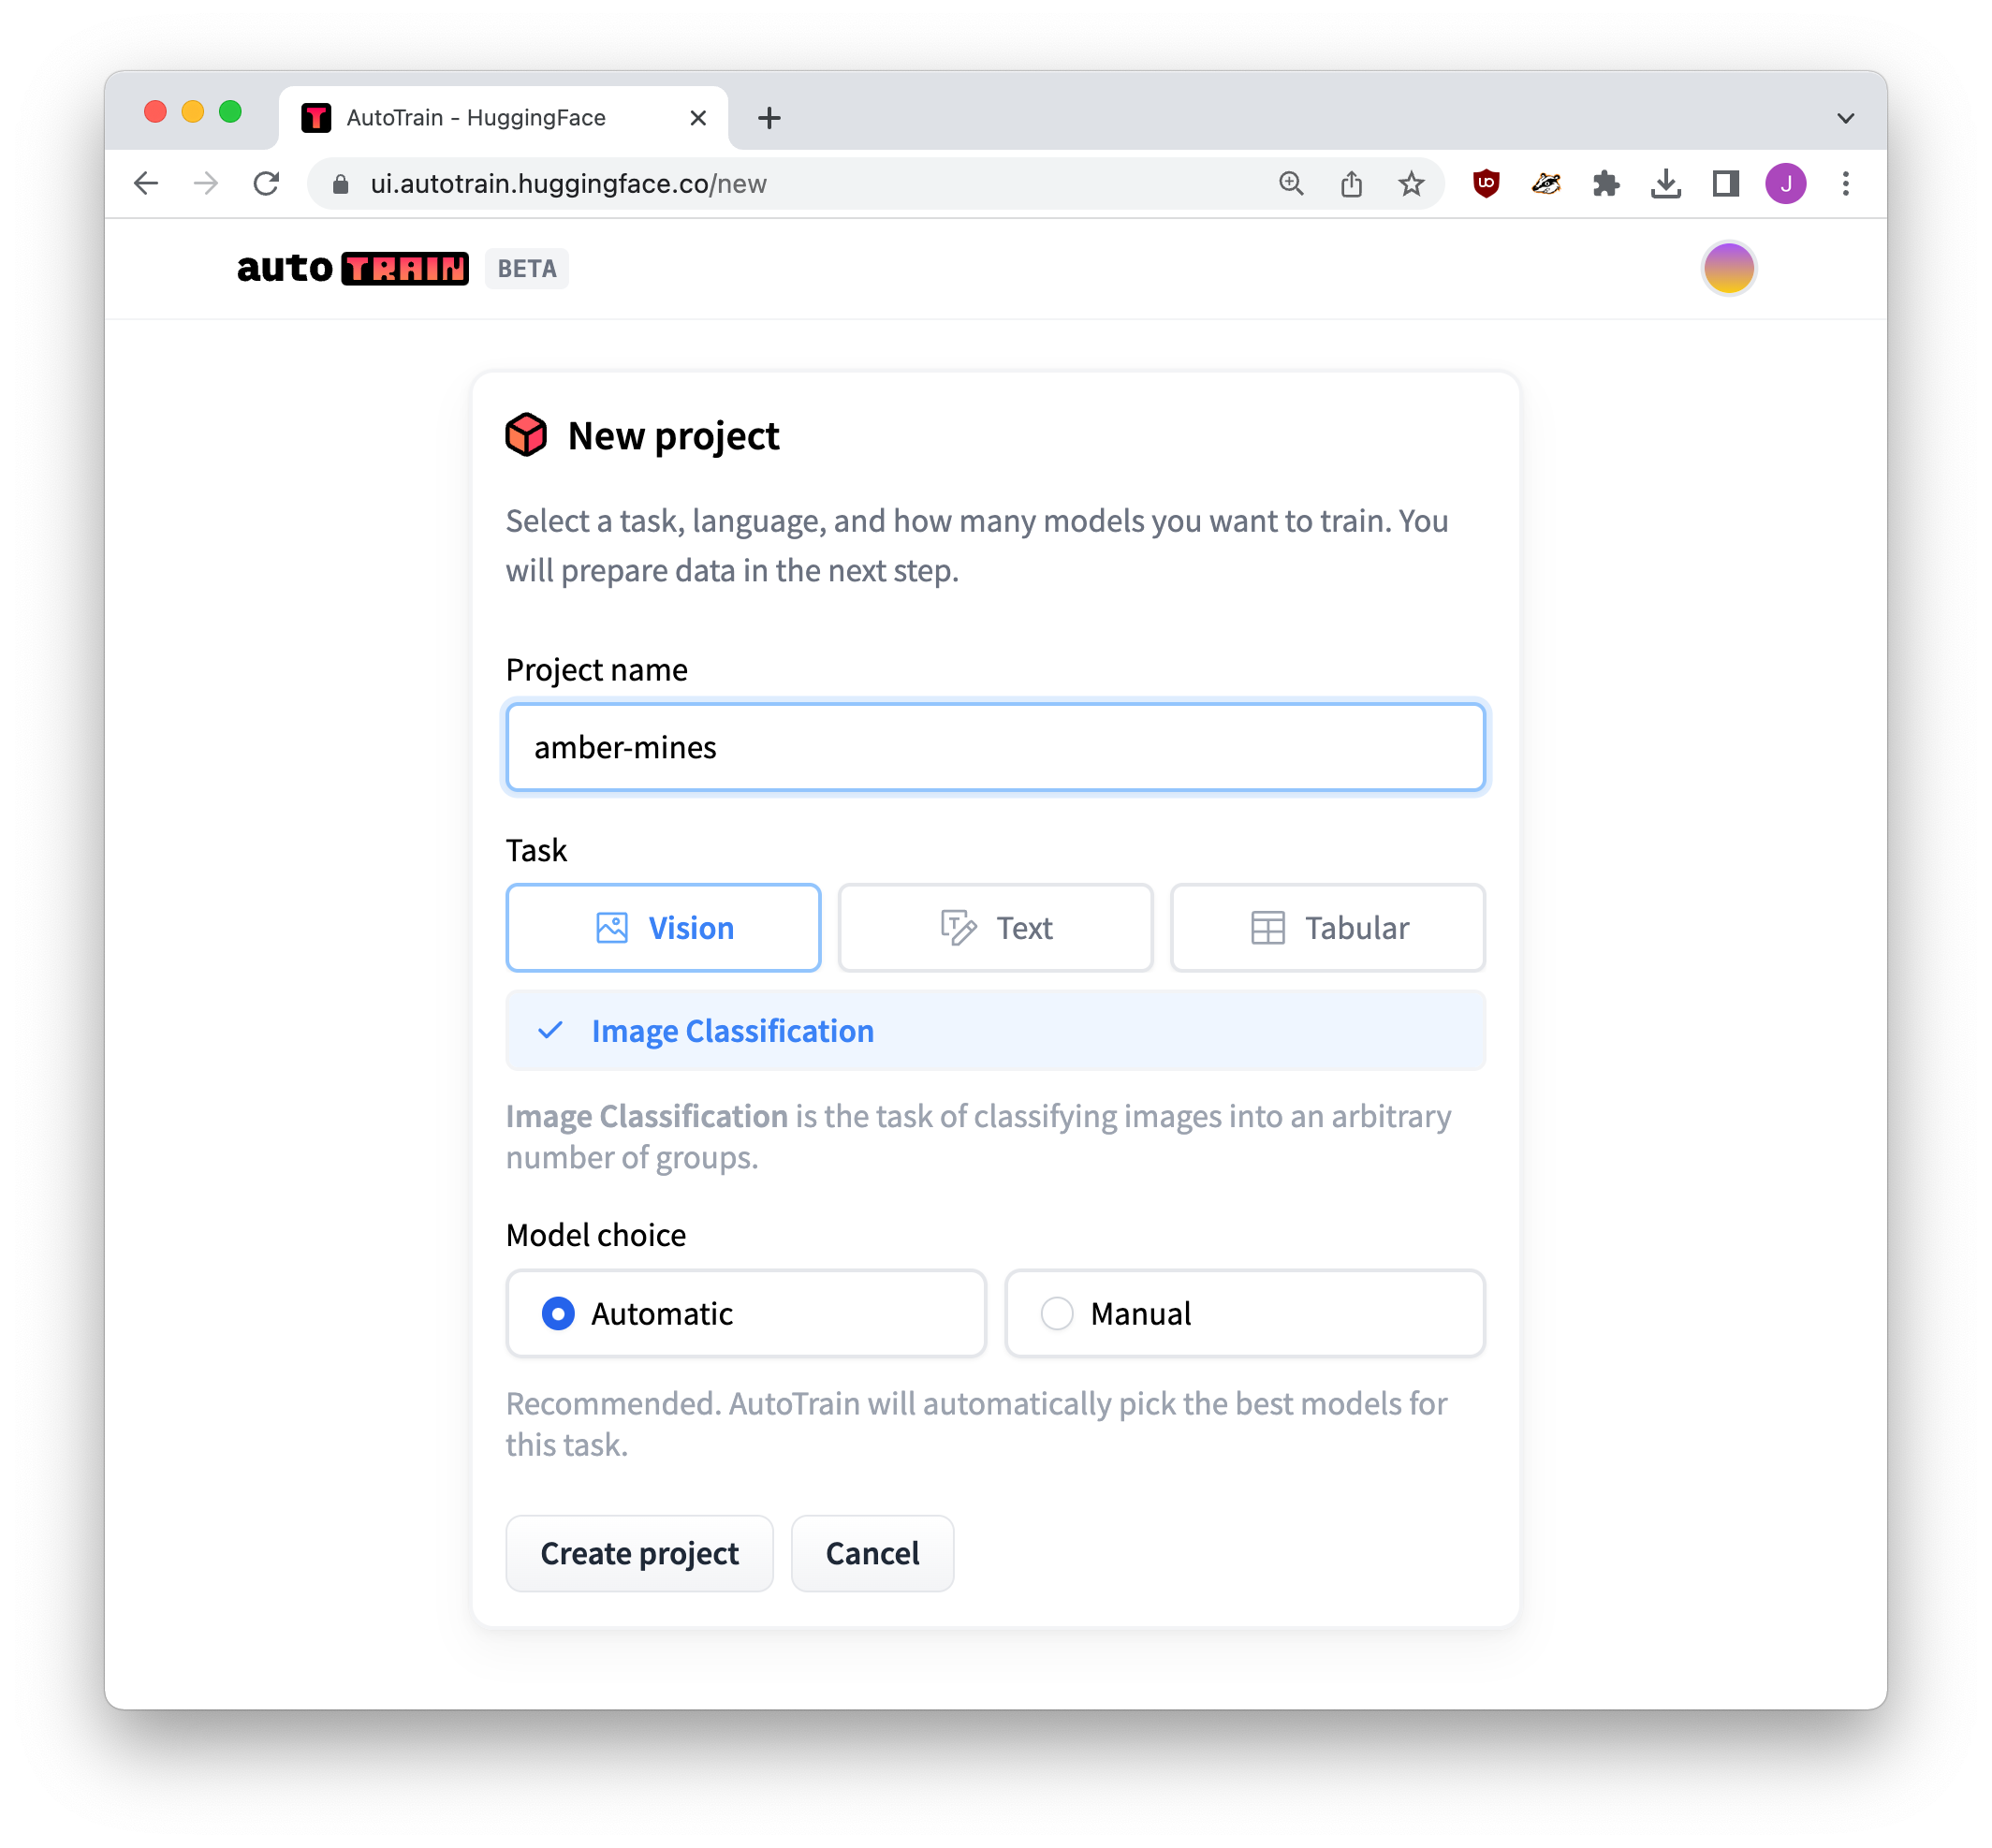 AutoTrain - HuggingFace
ui.autotrain.huggingface.co/new
J
auto TRAIN BETA
New project
Select a task, language, and how many models you want to train. You
will prepare data in the next step.
Project name
amber-mines
Task
Vision
Text
Tabular
Image Classification
Image Classification is the task of classifying images into an arbitrary
number of groups.
Model choice
Automatic
Manual
Recommended. AutoTrain will automatically pick the best models for
this task.
Create project
Cancel